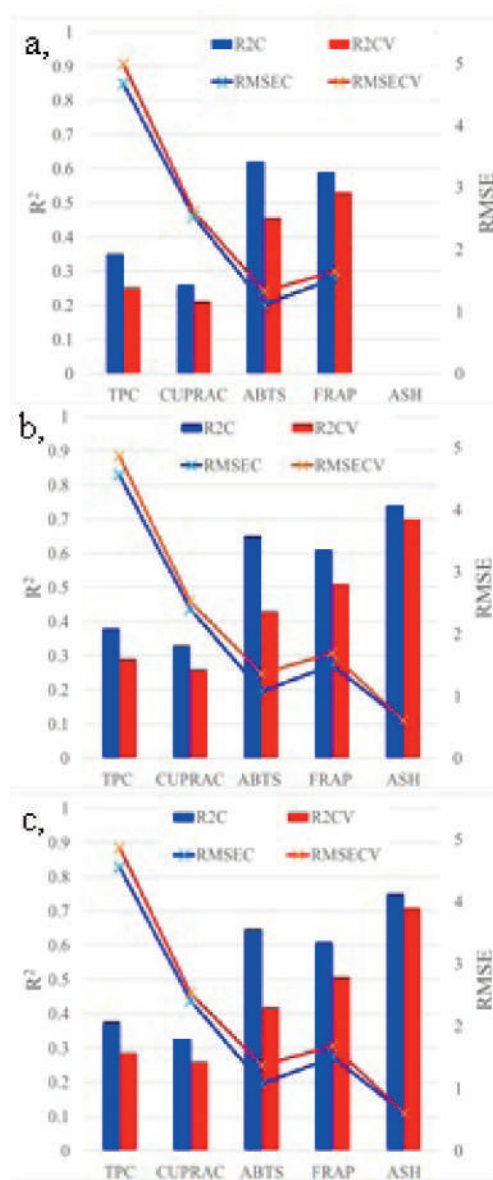 a,
R2C R2CV
RMSEC RMSECV
1
0.9
0.8
0.7
0.6
0.5
0.4
0.3
0.2
0.1
0
R²
5
4
3
2
1
0
RMSE
TPC CUPRAC ABTS FRAP ASH
b,
R2C R2CV
RMSEC RMSECV
1
0.9
0.8
0.7
0.6
0.5
0.4
0.3
0.2
0.1
0
R²
5
4
3
2
1
0
RMSE
TPC CUPRAC ABTS FRAP ASH
c,
R2C R2CV
RMSEC RMSECV
1
0.9
0.8
0.7
0.6
0.5
0.4
0.3
0.2
0.1
0
R²
5
4
3
2
1
0
RMSE
TPC CUPRAC ABTS FRAP ASH